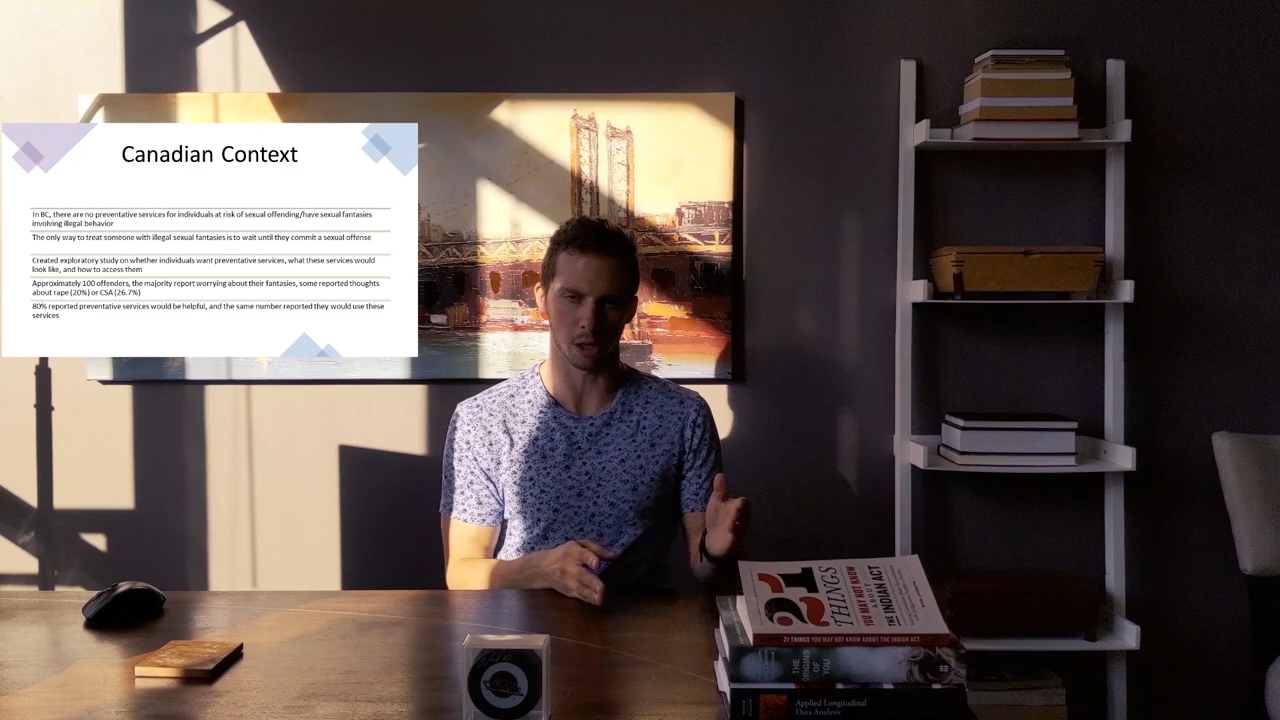 Canadian Context
In BC, there are no preventative services for individuals at risk of sexual offending/have sexual fantasies
involving illegal behavior
The only way to treat someone with illegal sexual fantasies is to wait until they commit a sexual offense
Created exploratory study on whether individuals want preventative services, what these services would
look like, and how to access them
Approximately 100 offenders, the majority report worrying about their fantasies, some reported thoughts
about rape (20%) or CSA (26.7%)
80% reported preventative services would be helpful, and the same number reported they would use these
services
21
THINGS
YOU MAY NOT KNOW
ABOUT
THE INDIAN ACT
21 THINGS YOU MAY NOT KNOW ABOUT THE INDIAN ACT
THE
ORIGINS
OF
YOU
Applied Longitudinal
Data Analysis